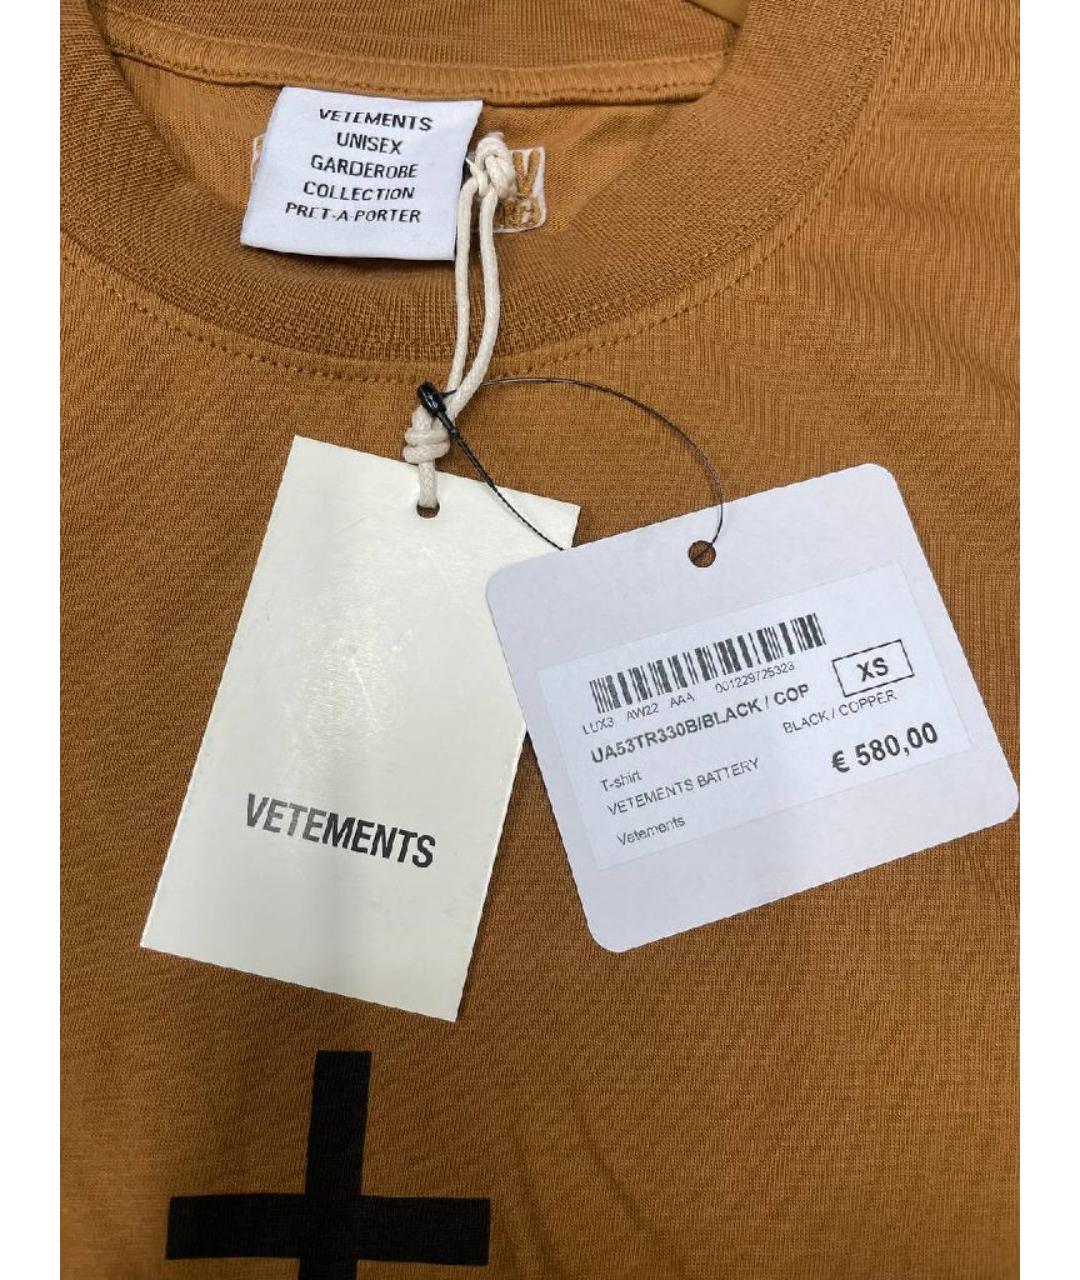 VETEMENTS
UNISEX
GARDEROBE
COLLECTION
PRET-A-PORTER
V
VETEMENTS
LUX3 AW22 AAA 001229725323
XS
UA53TR330B/BLACK / COP
BLACK / COPPER
T-shirt
€ 580,00
VETEMENTS BATTERY
Vetements